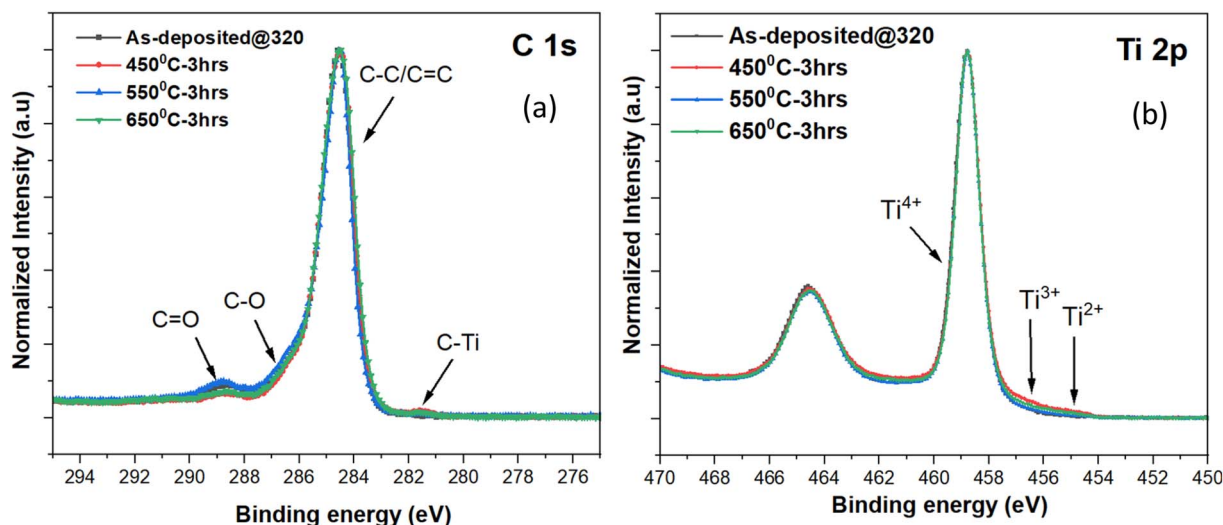 C 1s
As-deposited@320
450⁰C-3hrs
550⁰C-3hrs
650⁰C-3hrs
C-C/C=C
(a)
C=O
C-O
C-Ti
Normalized Intensity (a.u)
294 292 290 288 286 284 282 280 278 276
Binding energy (eV)
Ti 2p
As-deposited@320
450⁰C-3hrs
550⁰C-3hrs
650⁰C-3hrs
(b)
Ti⁴⁺
Ti³⁺
Ti²⁺
Normalized Intensity (a.u)
470 468 466 464 462 460 458 456 454 452 450
Binding energy (eV)